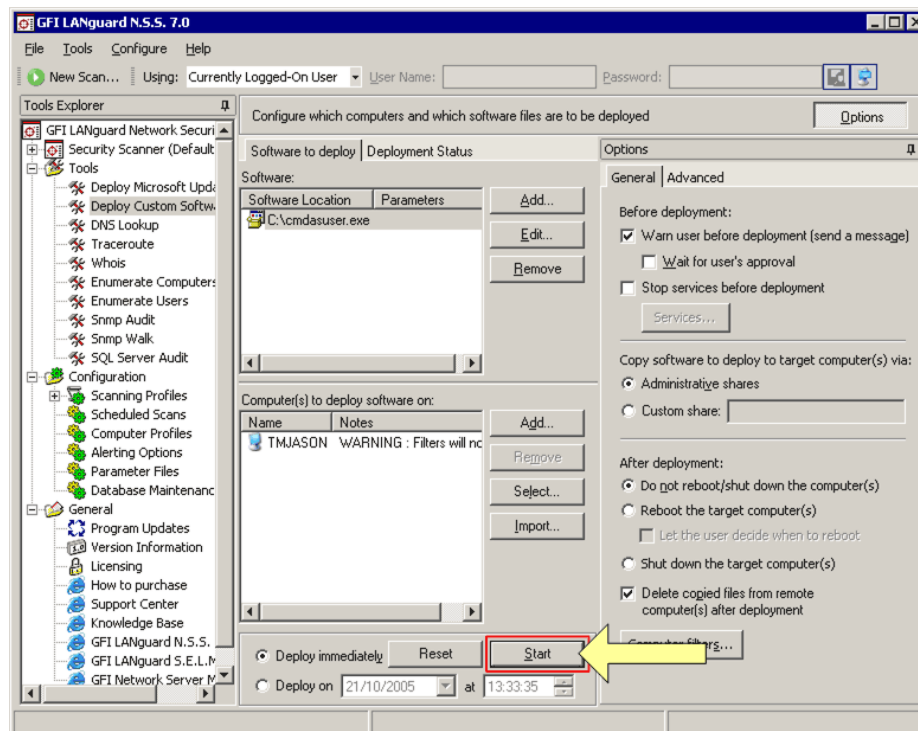 GFI LANguard N.S.S. 7.0
File Tools Configure Help
New Scan... Using: Currently Logged-On User User Name: Password:
Tools Explorer
GFI LANguard Network Securi
Security Scanner (Default
Tools
Deploy Microsoft Upda
Deploy Custom Softwa
DNS Lookup
Traceroute
Whois
Enumerate Computers
Enumerate Users
Snmp Audit
Snmp Walk
SQL Server Audit
Configuration
Scanning Profiles
Scheduled Scans
Computer Profiles
Alerting Options
Parameter Files
Database Maintenanc
General
Program Updates
Version Information
Licensing
How to purchase
Support Center
Knowledge Base
GFI LANguard N.S.S.
GFI LANguard S.E.L.M
GFI Network Server M
Configure which computers and which software files are to be deployed
Options
Software to deploy Deployment Status
Software:
Software Location Parameters
C:\cmdasuser.exe
Add...
Edit...
Remove
Computer(s) to deploy software on:
Name Notes
TMJASON WARNING : Filters will no
Add...
Remove
Select...
Import...
Deploy immediately Reset Start
Deploy on 21/10/2005 at 13:33:35
Options
General Advanced
Before deployment:
Warn user before deployment (send a message)
Wait for user's approval
Stop services before deployment
Services...
Copy software to deploy to target computer(s) via:
Administrative shares
Custom share:
After deployment:
Do not reboot/shut down the computer(s)
Reboot the target computer(s)
Let the user decide when to reboot
Shut down the target computer(s)
Delete copied files from remote
computer(s) after deployment
Computer filters...